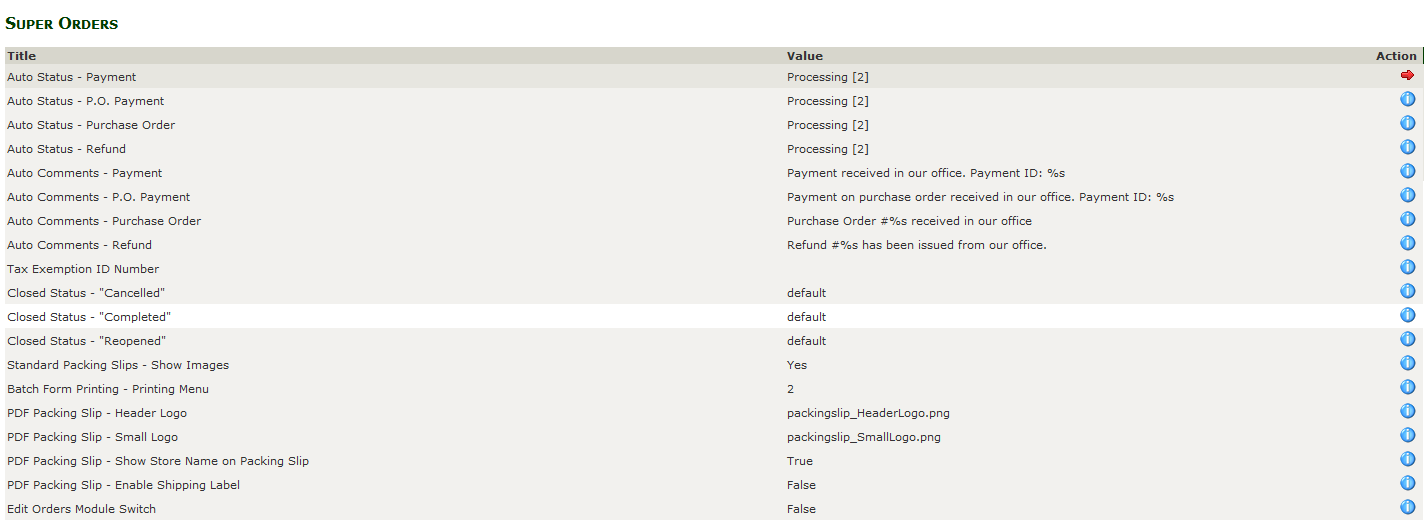 Super Orders
Title Value Action
Auto Status - Payment Processing [2]
Auto Status - P.O. Payment Processing [2]
Auto Status - Purchase Order Processing [2]
Auto Status - Refund Processing [2]
Auto Comments - Payment Payment received in our office. Payment ID: %s
Auto Comments - P.O. Payment Payment on purchase order received in our office. Payment ID: %s
Auto Comments - Purchase Order Purchase Order #%s received in our office
Auto Comments - Refund Refund #%s has been issued from our office.
Tax Exemption ID Number
Closed Status - "Cancelled" default
Closed Status - "Completed" default
Closed Status - "Reopened" default
Standard Packing Slips - Show Images Yes
Batch Form Printing - Printing Menu 2
PDF Packing Slip - Header Logo packingslip_HeaderLogo.png
PDF Packing Slip - Small Logo packingslip_SmallLogo.png
PDF Packing Slip - Show Store Name on Packing Slip True
PDF Packing Slip - Enable Shipping Label False
Edit Orders Module Switch False